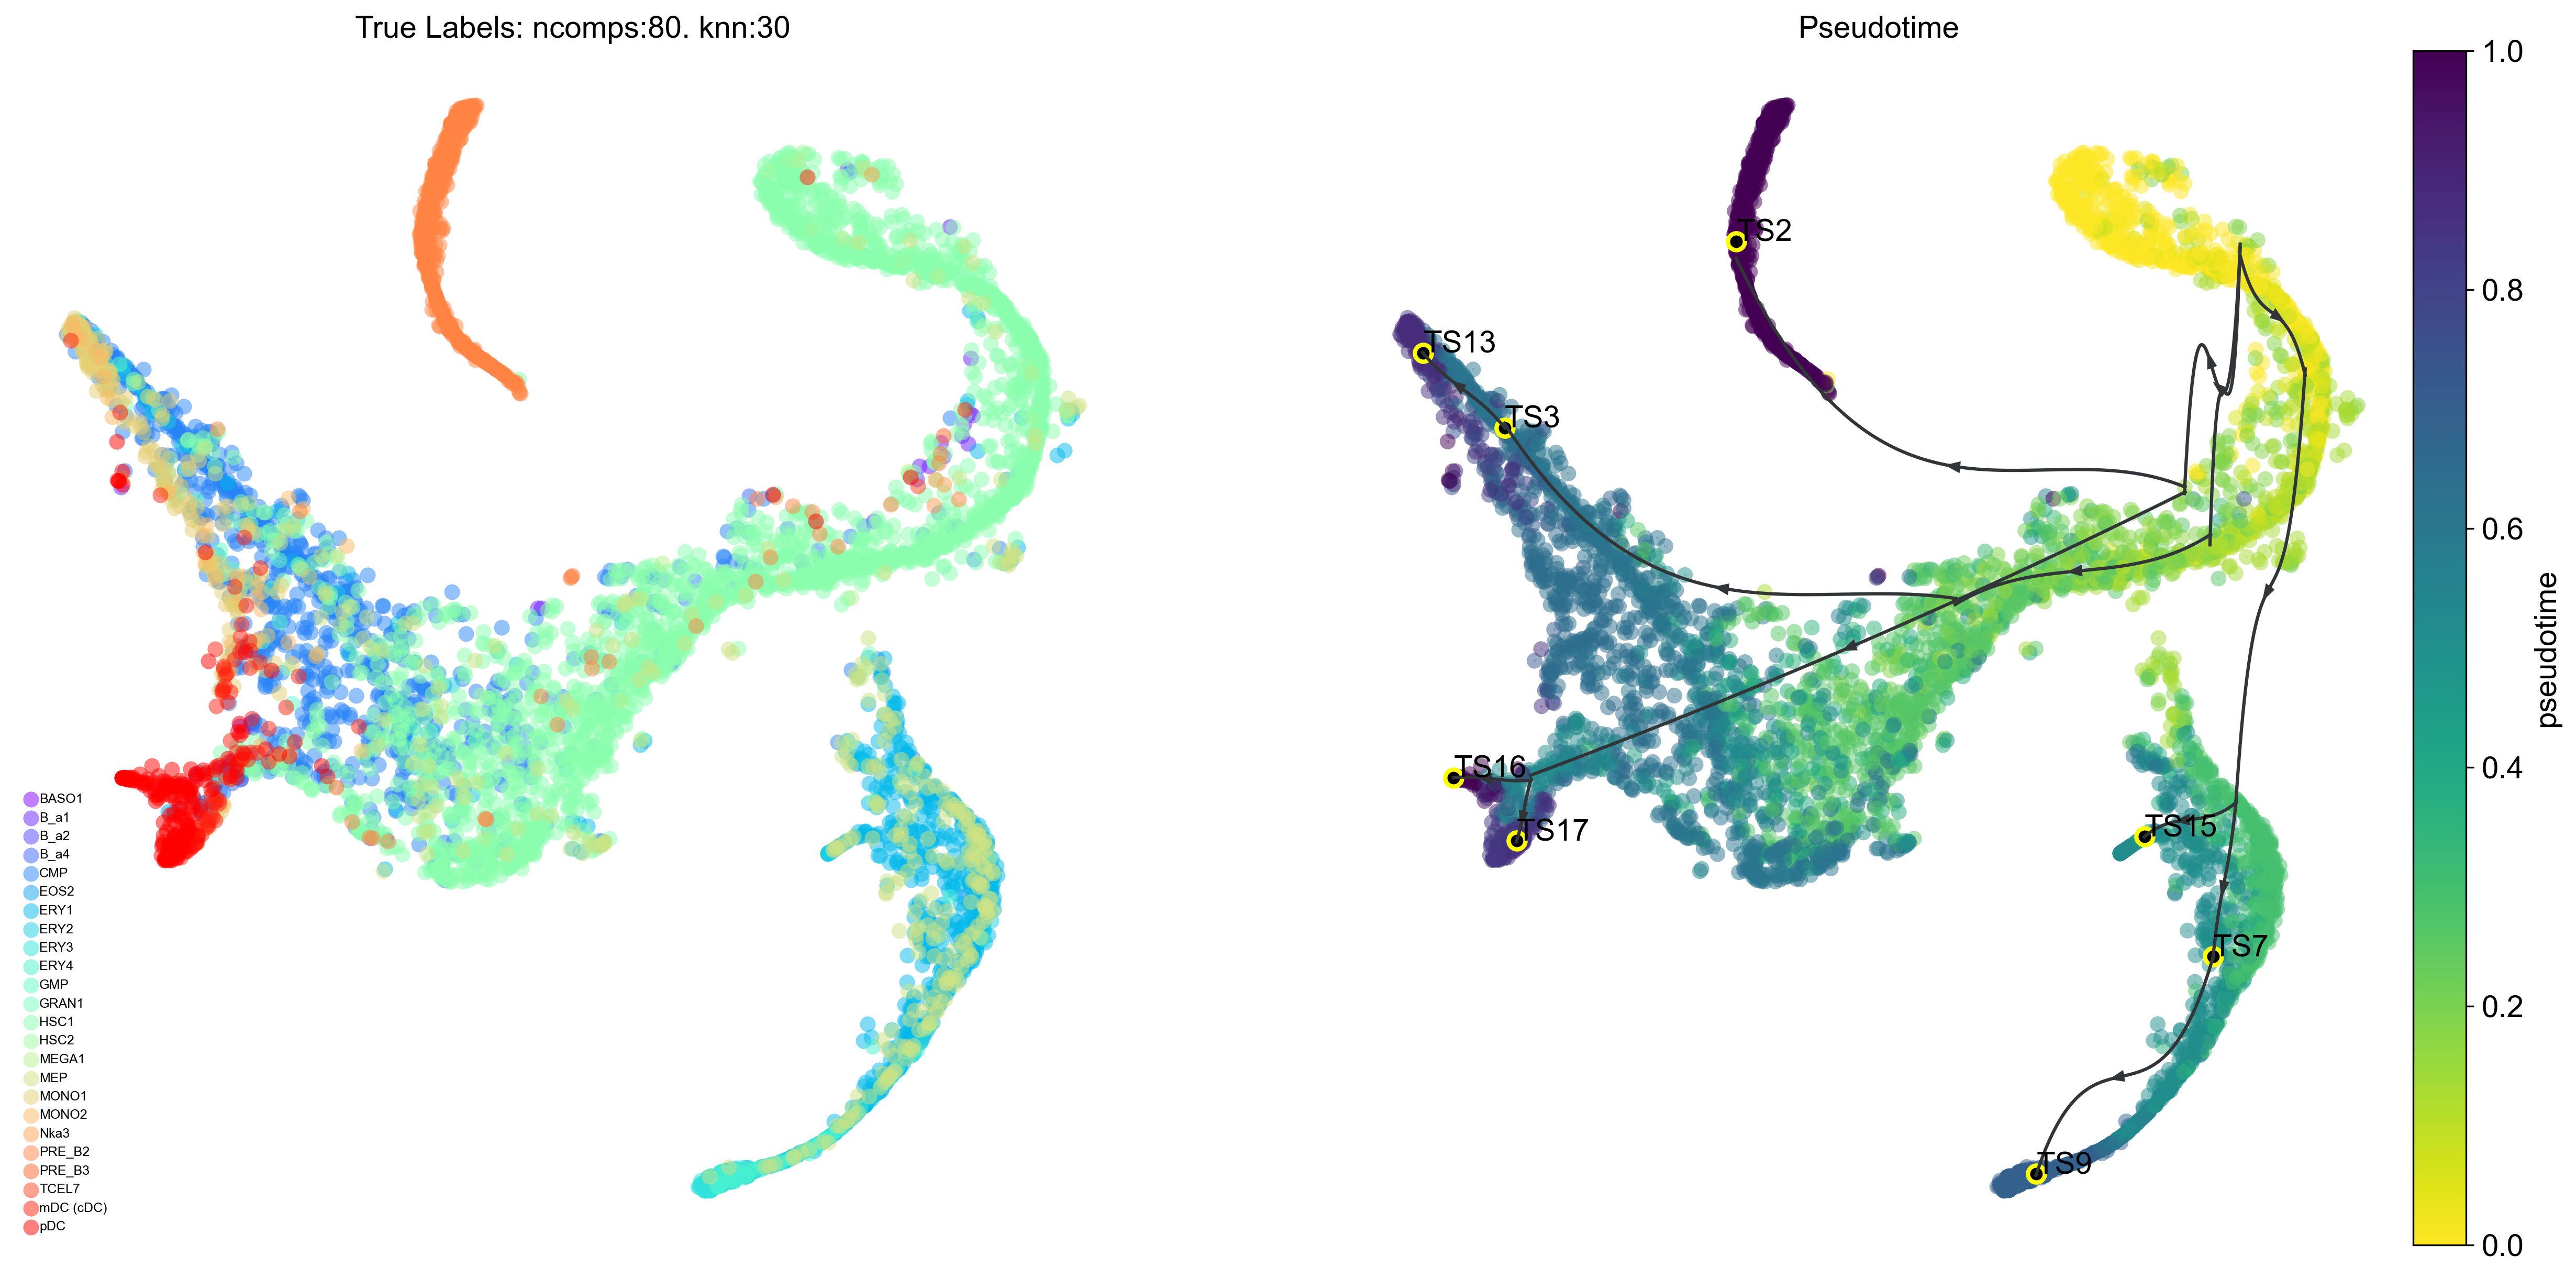 True Labels: ncomps:80. knn:30
BASO1
B_a1
B_a2
B_a4
CMP
EOS2
ERY1
ERY2
ERY3
ERY4
GMP
GRAN1
HSC1
HSC2
MEGA1
MEP
MONO1
MONO2
Nka3
PRE_B2
PRE_B3
TCEL7
mDC (cDC)
pDC
Pseudotime
TS2
TS13
TS3
TS16
TS17
TS15
TS7
TS9
1.0
0.8
0.6
0.4
0.2
0.0
pseudotime